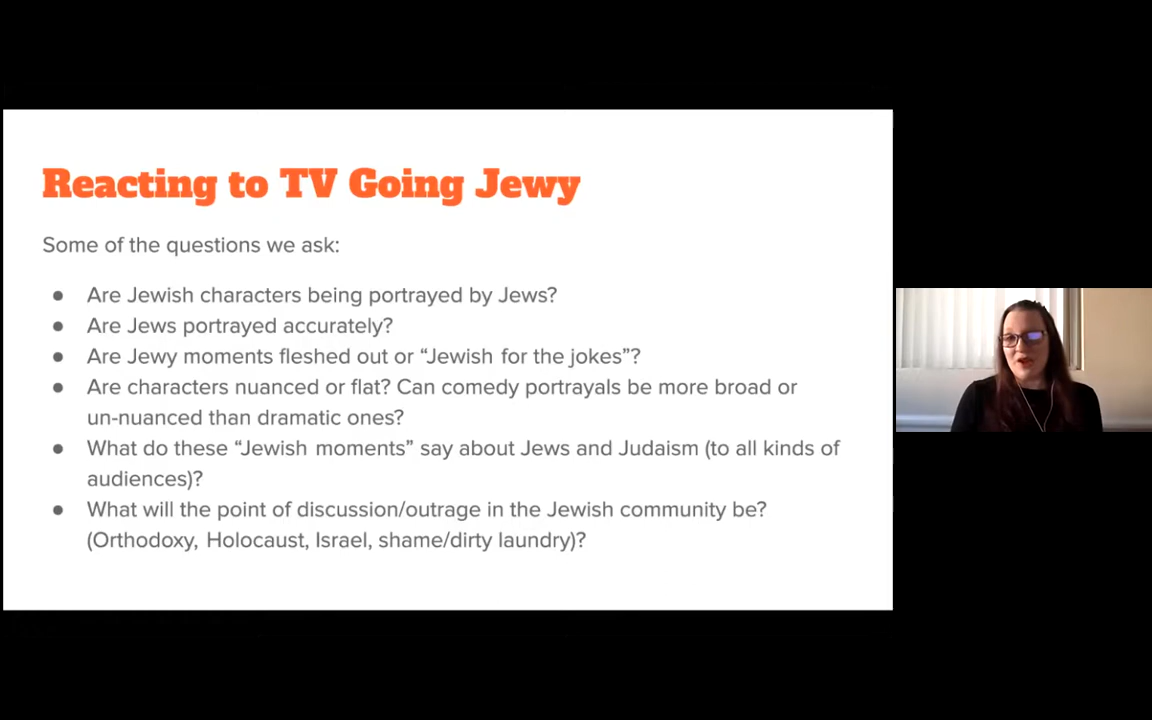 Reacting to TV Going Jewy
Some of the questions we ask:
● Are Jewish characters being portrayed by Jews?
● Are Jews portrayed accurately?
● Are Jewy moments fleshed out or “Jewish for the jokes”?
● Are characters nuanced or flat? Can comedy portrayals be more broad or
un-nuanced than dramatic ones?
● What do these “Jewish moments” say about Jews and Judaism (to all kinds of
audiences)?
● What will the point of discussion/outrage in the Jewish community be?
(Orthodoxy, Holocaust, Israel, shame/dirty laundry)?